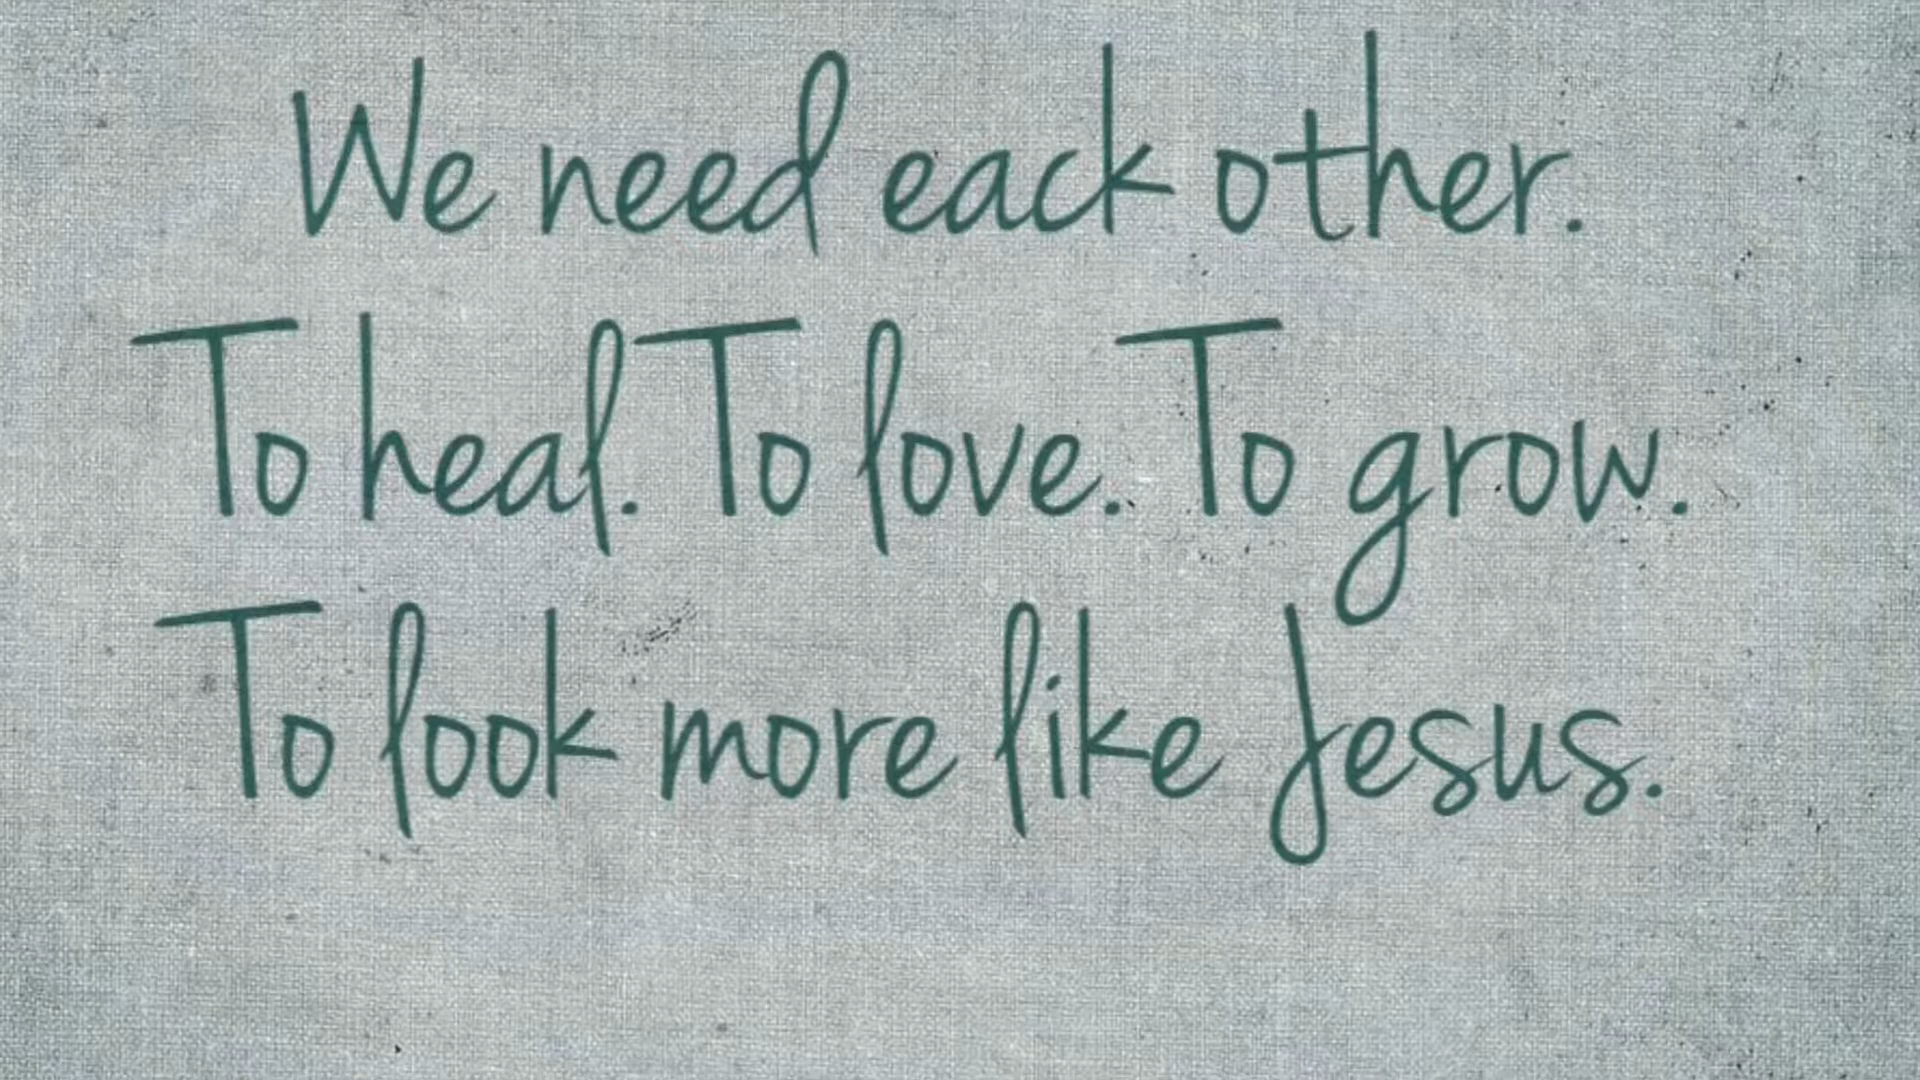 We need eack other.
To heal. To love. To grow.
To look more like Jesus.